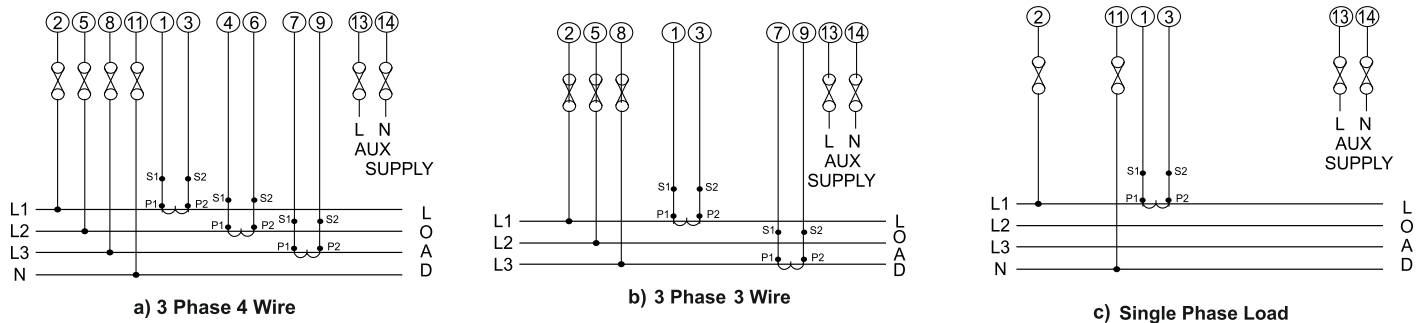 2 5 8 11 1 3 4 6 7 9 13 14
L N
AUX
SUPPLY
S1 S2
S1 S2
P1 P2
L1 L
S1 S2
P1 P2
L2 O
P1 P2
L3 A
N D
a) 3 Phase 4 Wire
2 5 8 1 3 7 9 13 14
L N
AUX
SUPPLY
S1 S2
P1 P2
L1 L
S1 S2
L2 O
P1 P2
L3 A
D
b) 3 Phase 3 Wire
2 11 1 3 13 14
L N
AUX
SUPPLY
S1 S2
P1 P2
L1 L
L2 O
L3 A
N D
c) Single Phase Load